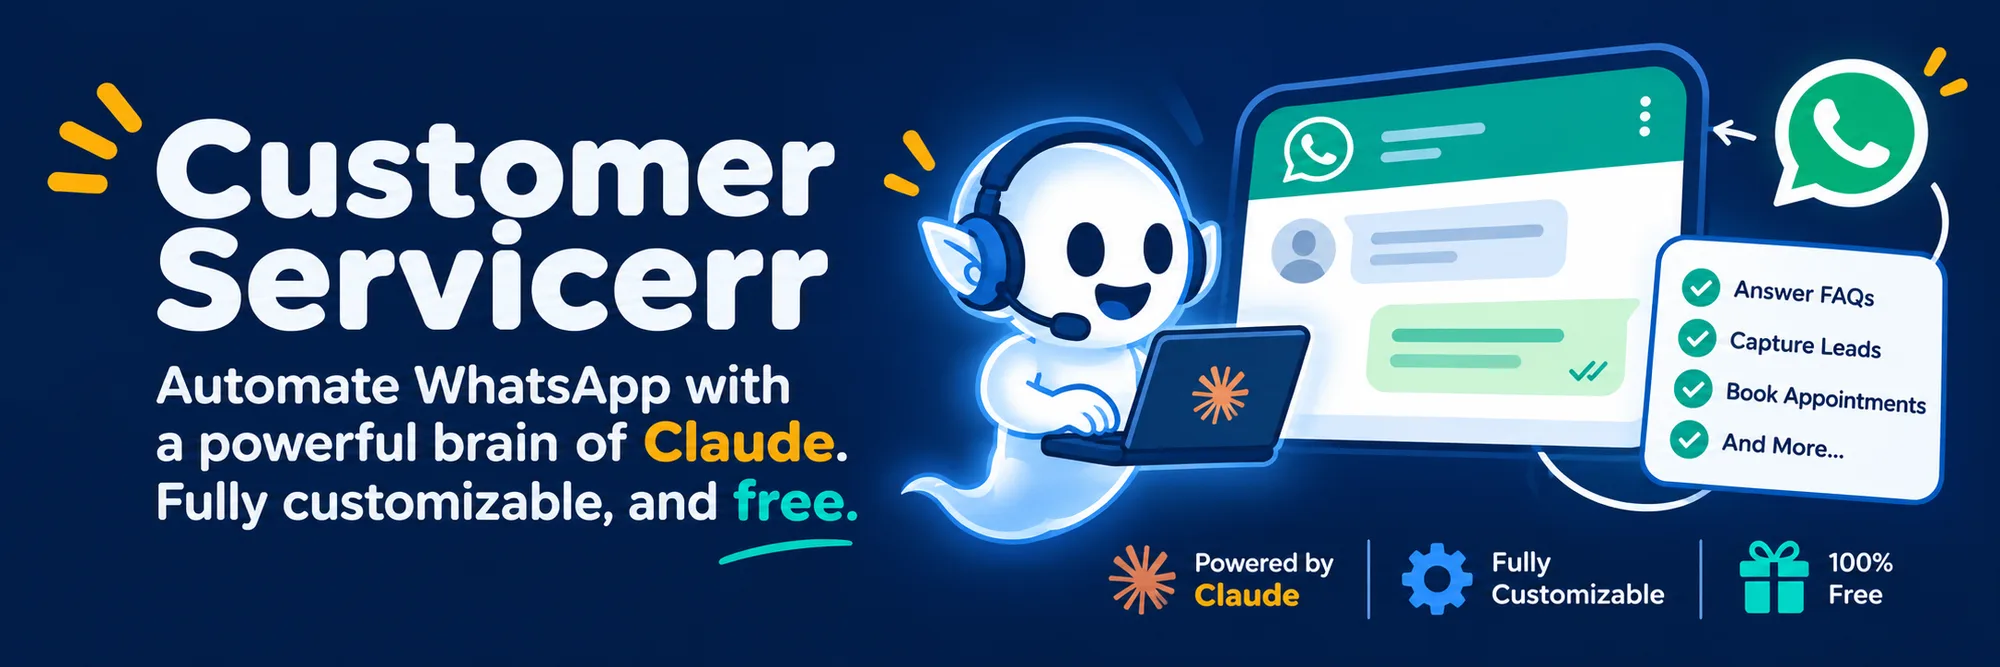 Customer
Servicerr
Automate WhatsApp with
a powerful brain of Claude.
Fully customizable, and free.
Answer FAQs
Capture Leads
Book Appointments
And More...
Powered by
Claude
Fully
Customizable
100%
Free